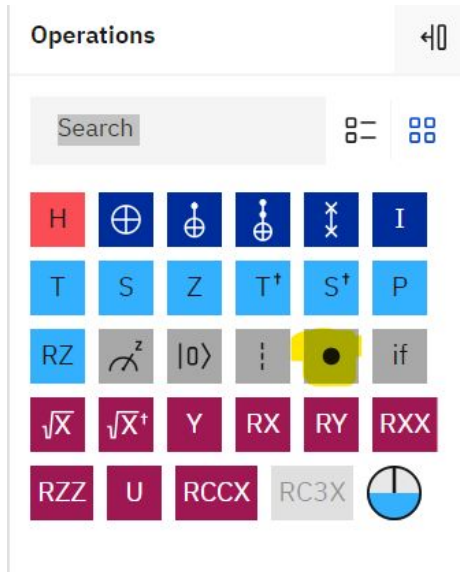 Operations
Search
H I
T S Z T† S† P
RZ z |0⟩ if
√X √X† Y RX RY RXX
RZZ U RCCX RC3X